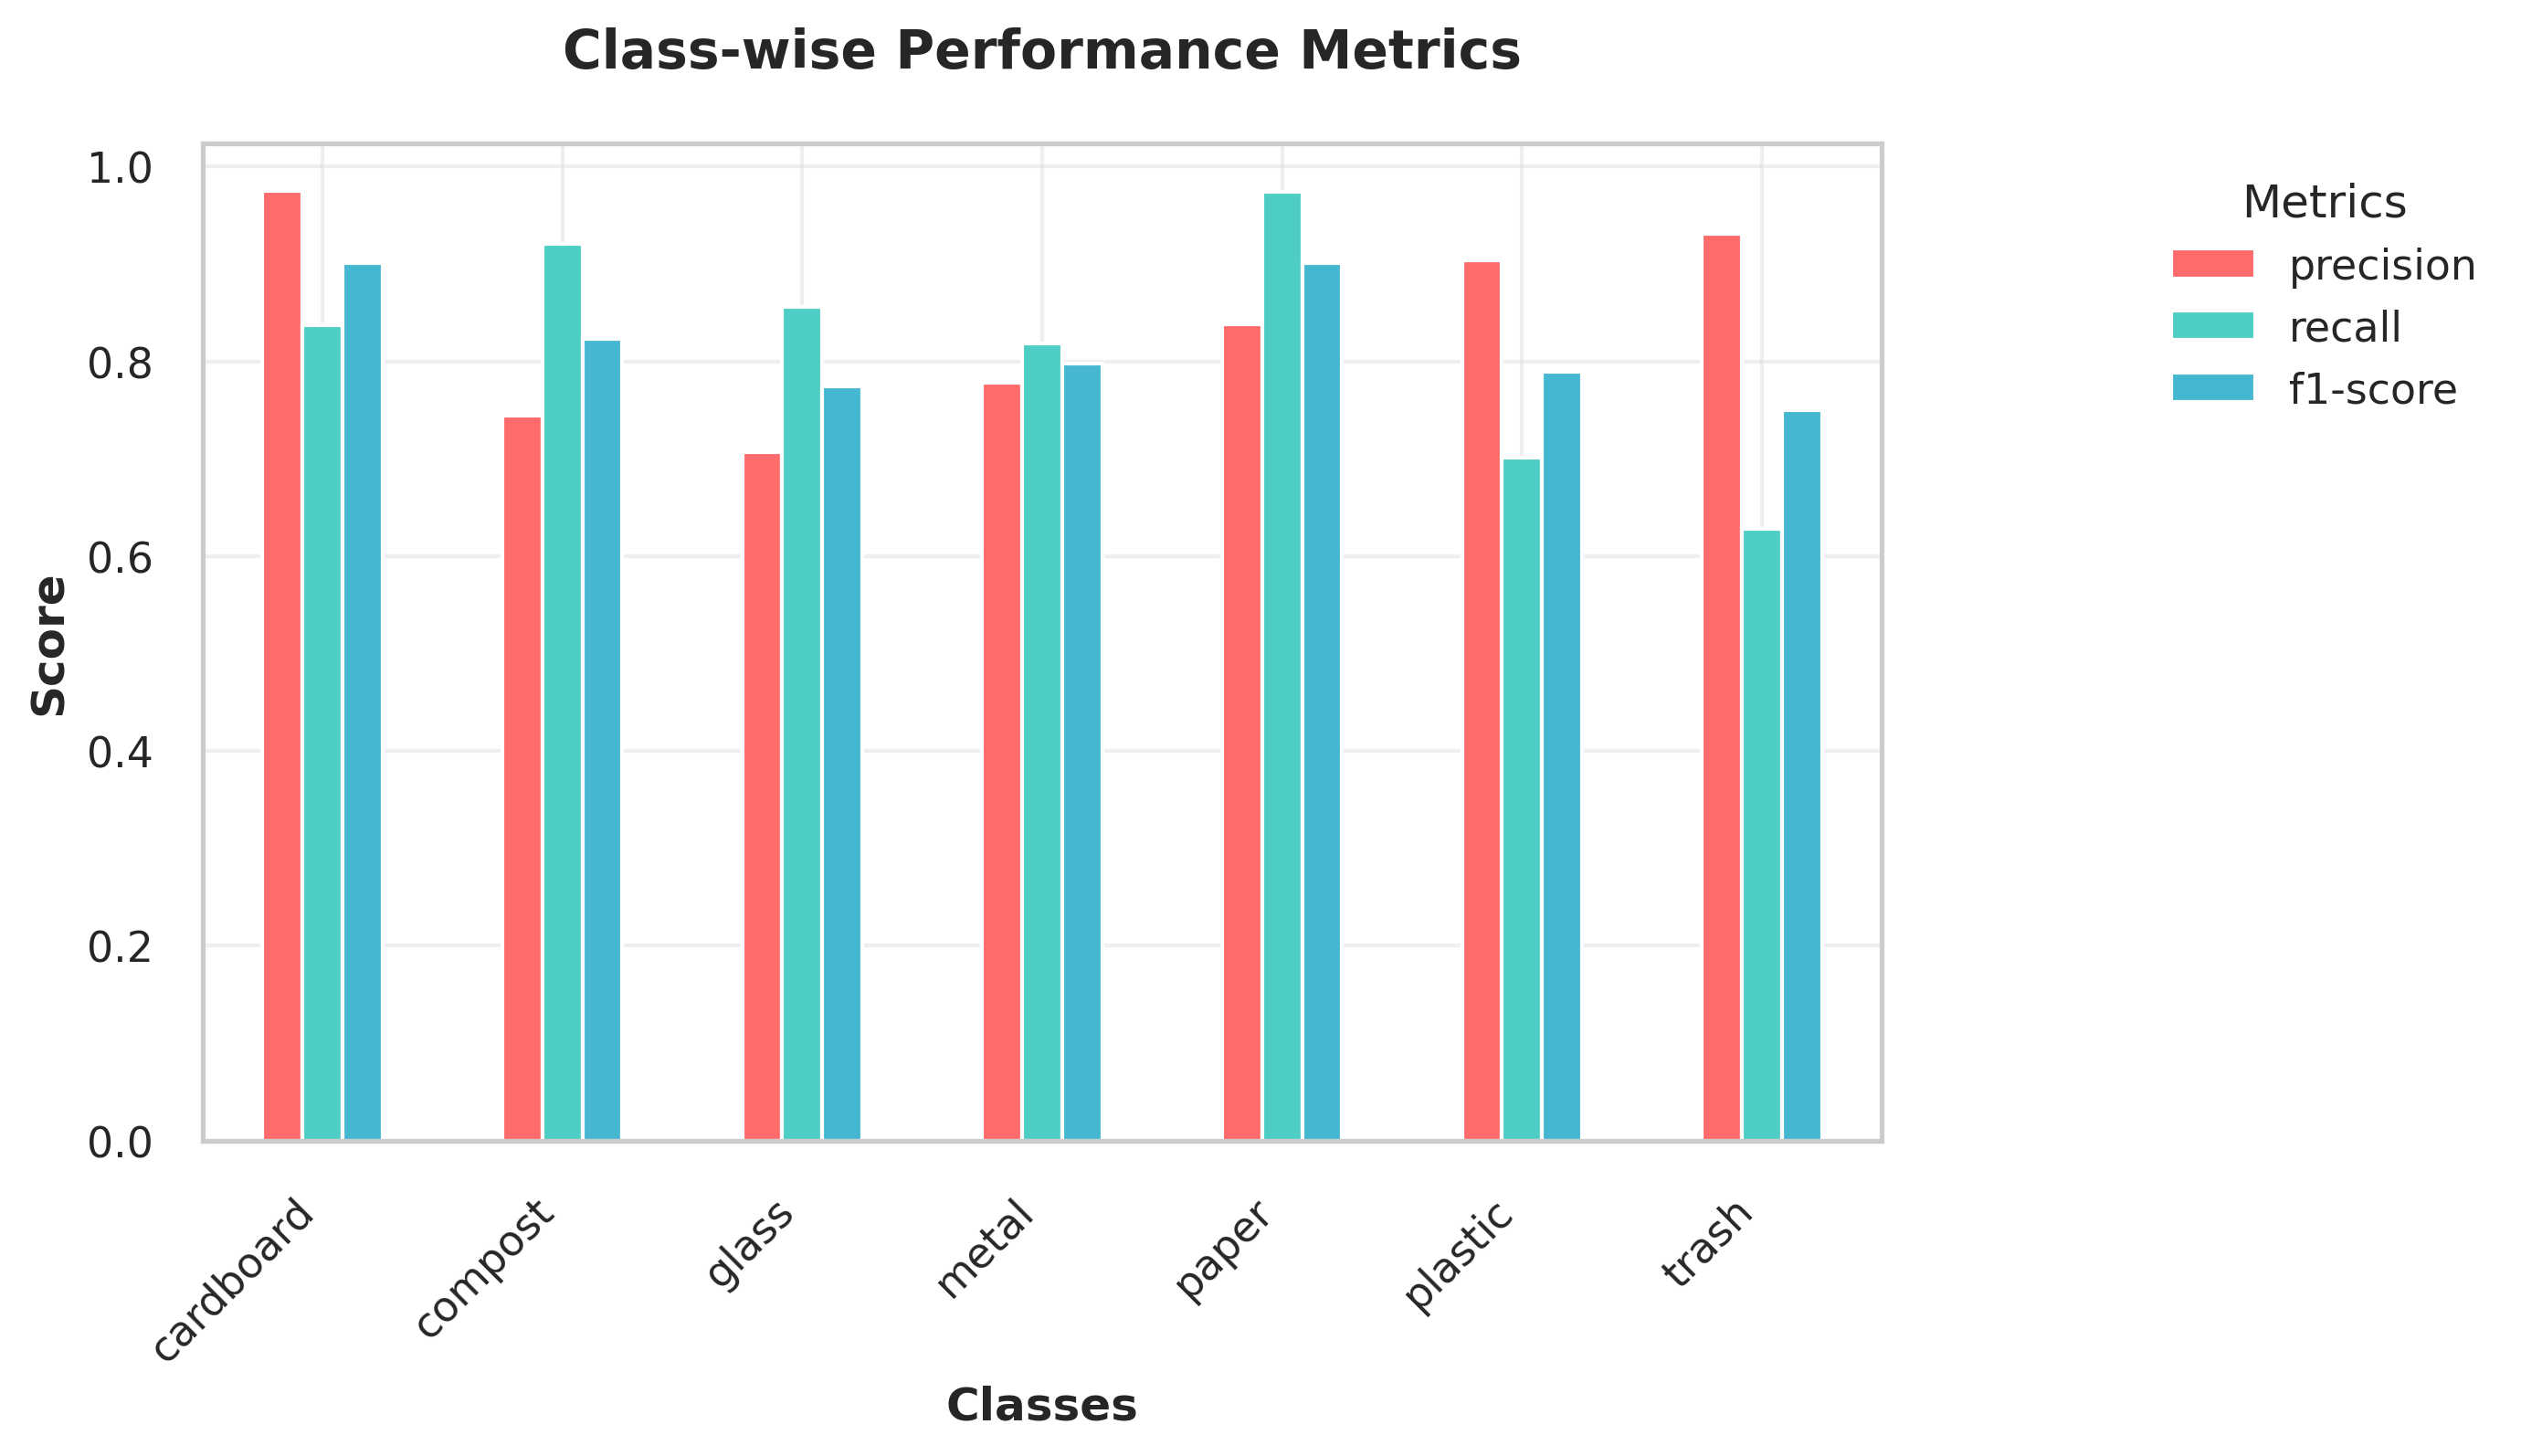 Class-wise Performance Metrics
1.0
0.8
0.6
0.4
0.2
0.0
Score
cardboard
compost
glass
metal
paper
plastic
trash
Classes
Metrics
precision
recall
f1-score